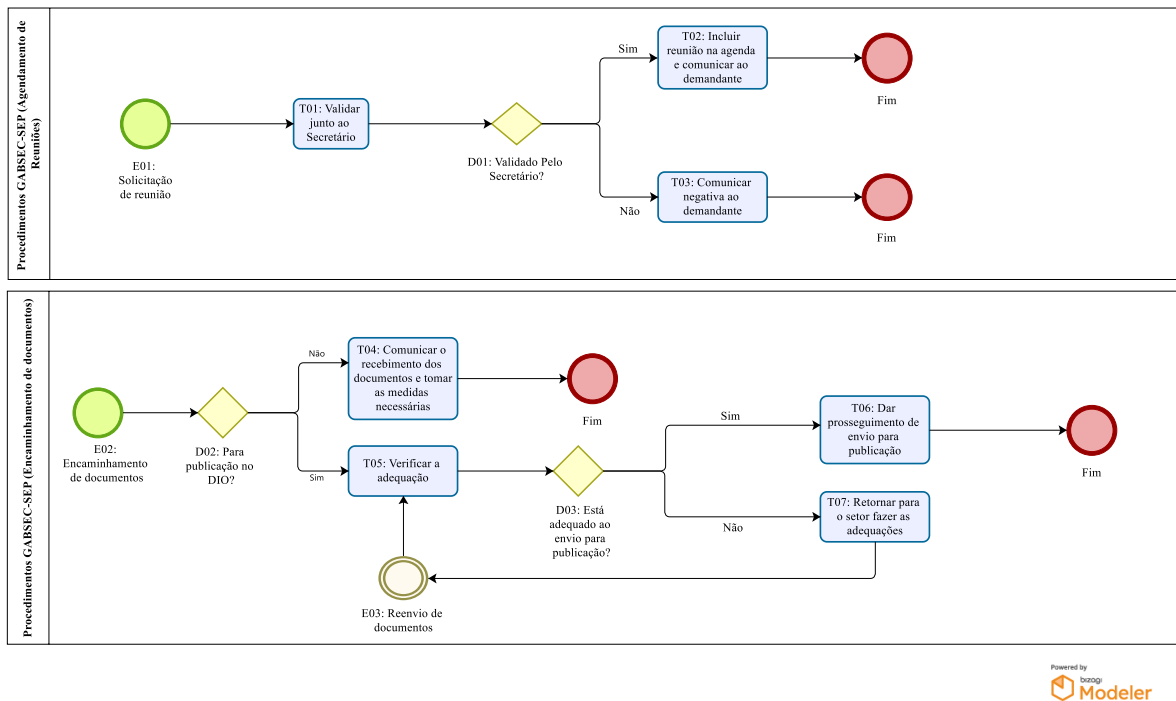 Procedimentos GABSEC-SEP (Agendamento de
Reuniões)
E01:
Solicitação
de reunião
T01: Validar
junto ao
Secretário
D01: Validado Pelo
Secretário?
Sim
T02: Incluir
reunião na agenda
e comunicar ao
demandante
Fim
Não
T03: Comunicar
negativa ao
demandante
Fim
Procedimentos GABSEC-SEP (Encaminhamento de documentos)
E02:
Encaminhamento
de documentos
D02: Para
publicação no
DIO?
Não
T04: Comunicar o
recebimento dos
documentos e tomar
as medidas
necessárias
Fim
Sim
T05: Verificar a
adequação
D03: Está
adequado ao
envio para
publicação?
Sim
T06: Dar
prosseguimento de
envio para
publicação
Fim
Não
T07: Retornar para
o setor fazer as
adequações
E03: Reenvio de
documentos
Powered by
bizagi
Modeler